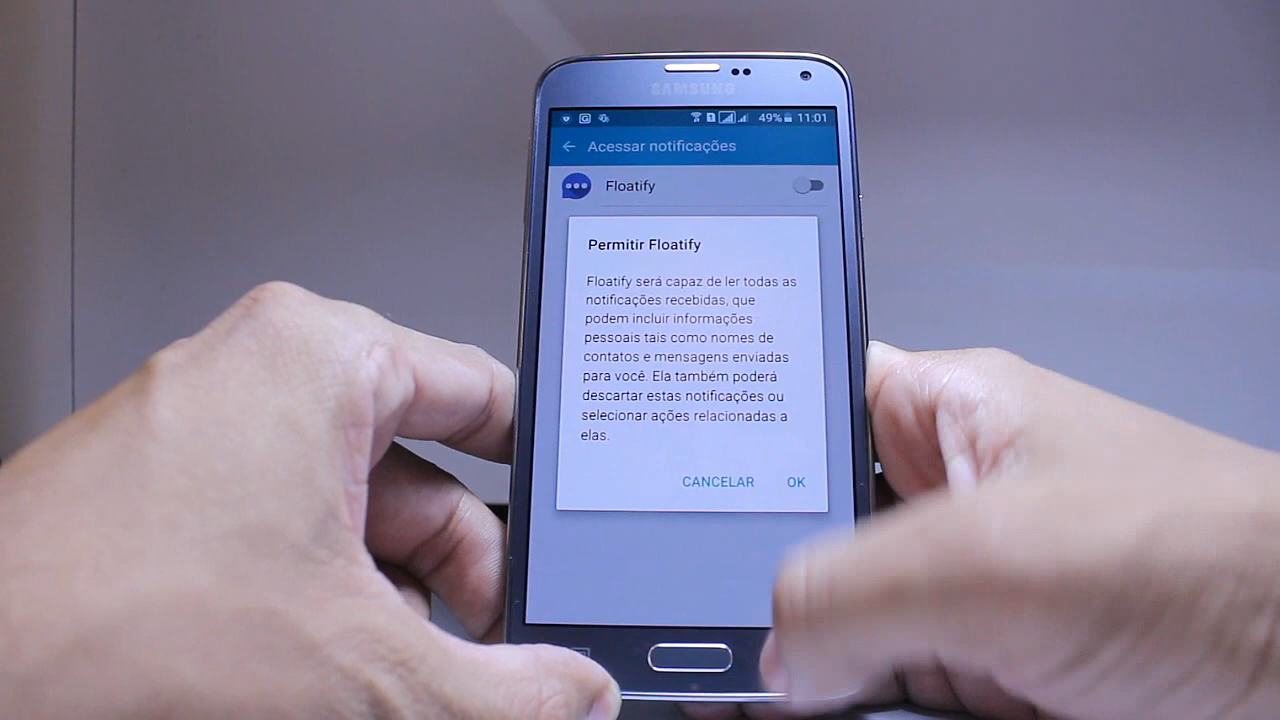 SAMSUNG
49% 11:01
Acessar notificações
Floatify
Permitir Floatify
Floatify será capaz de ler todas as
notificações recebidas, que
podem incluir informações
pessoais tais como nomes de
contatos e mensagens enviadas
para você. Ela também poderá
descartar estas notificações ou
selecionar ações relacionadas a
elas.
CANCELAR OK